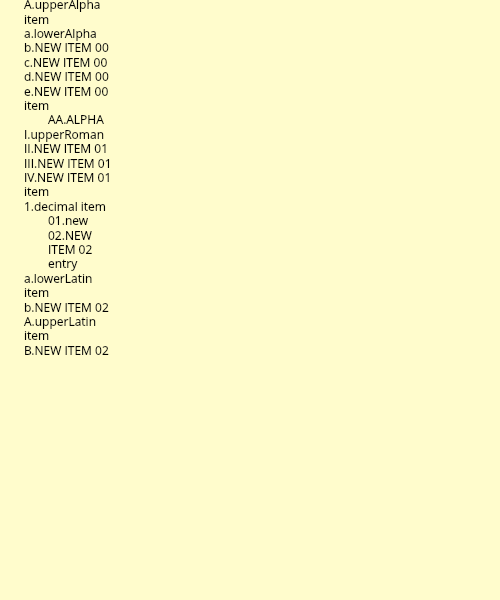 A.upperAlpha
item
a.lowerAlpha
b.NEW ITEM 00
c.NEW ITEM 00
d.NEW ITEM 00
e.NEW ITEM 00
item
AA.ALPHA
I.upperRoman
II.NEW ITEM 01
III.NEW ITEM 01
IV.NEW ITEM 01
item
1.decimal item
01.new
02.NEW
ITEM 02
entry
a.lowerLatin
item
b.NEW ITEM 02
A.upperLatin
item
B.NEW ITEM 02